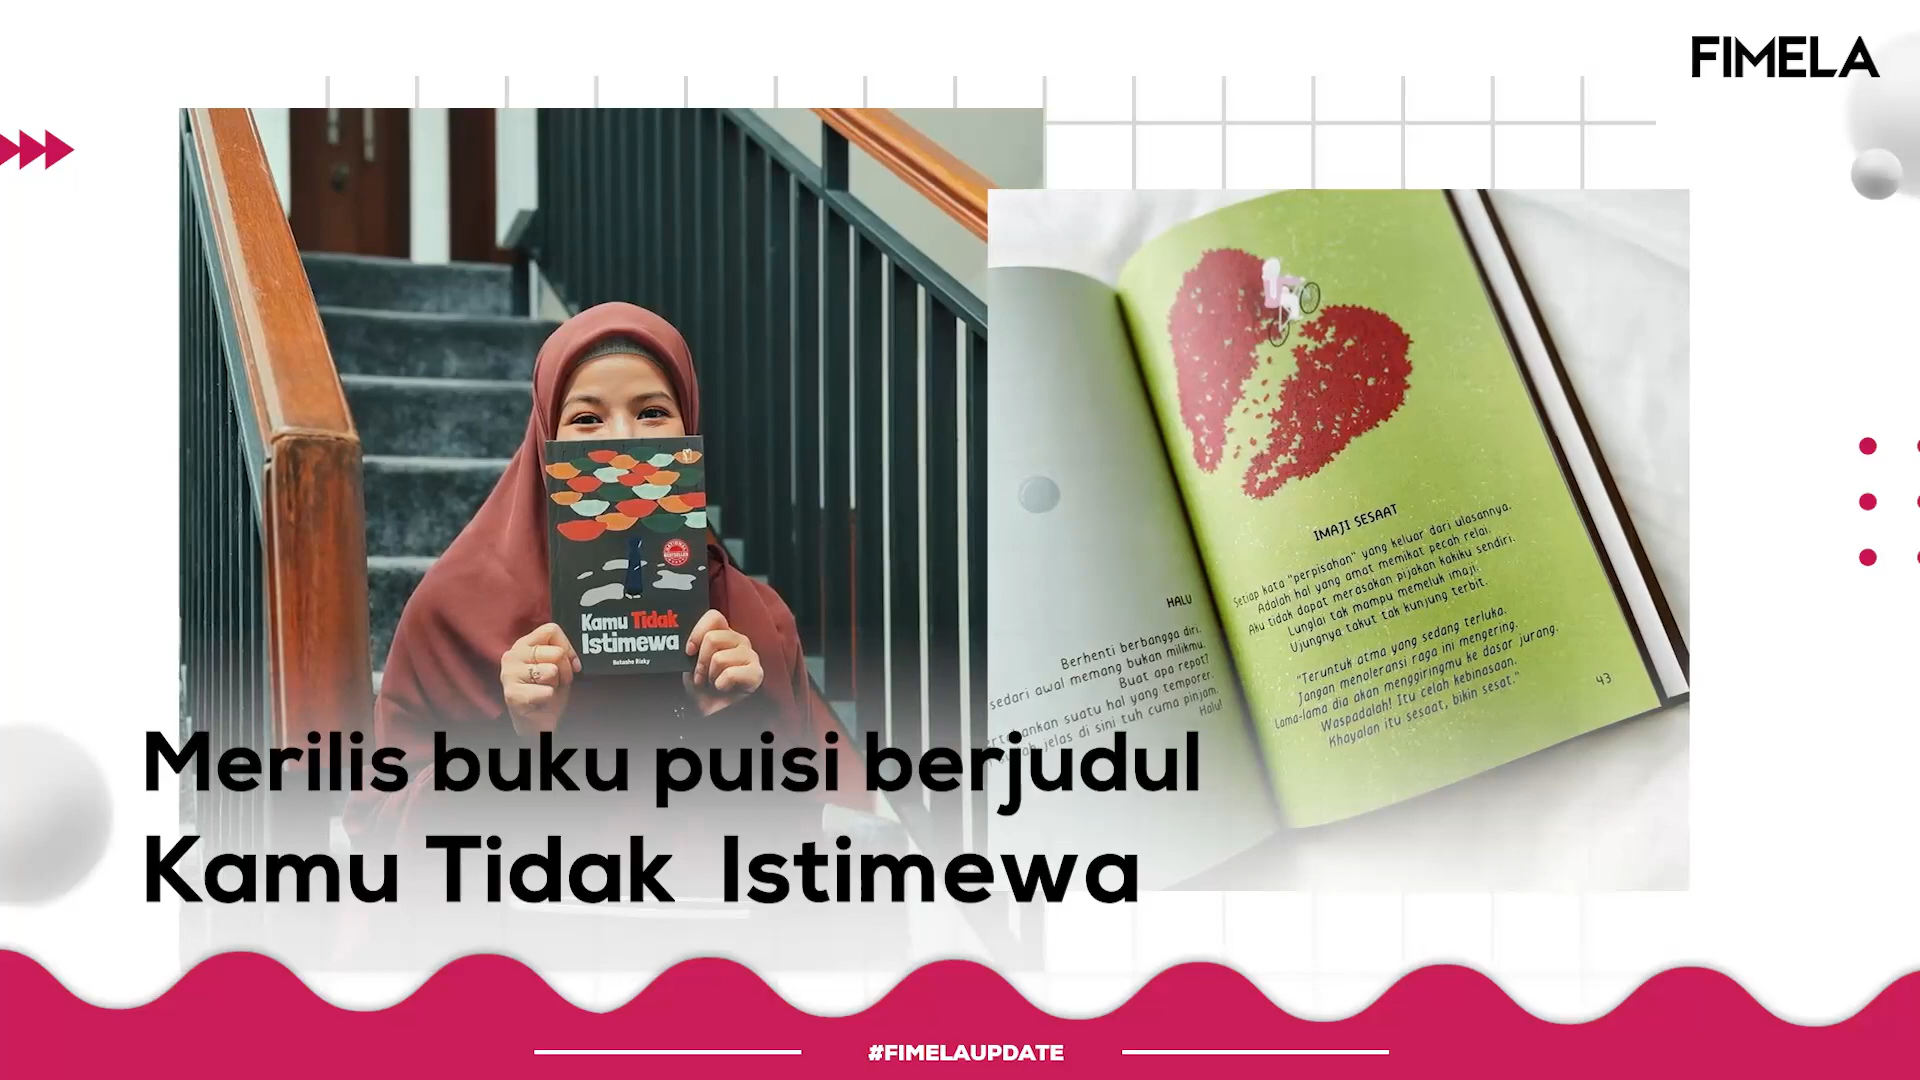 FIMELA
NATIONAL
BESTSELLER
Kamu Tidak
Istimewa
Natasha Rizky
HALU
Berhenti berbangga diri.
sedari awal memang bukan milikmu.
Buat apa repot?
suatu hal yang temporer.
jelas di sini tuh cuma pinjam.
Halu!
IMAJI SESAAT
Setiap kata "perpisahan" yang keluar dari ulasannya.
Adalah hal yang amat memikat pecah relai.
Aku tidak dapat merasakan pijakan kakiku sendiri.
Lunglai tak mampu memeluk imaji.
Ujungnya takut tak kunjung terbit.
"Teruntuk atma yang sedang terluka.
Jangan menoleransi raga ini mengering.
Lama-lama dia akan menggiringmu ke dasar jurang.
Waspadalah! Itu celah kebinasaan.
Khayalan itu sesaat, bikin sesat."
43
Merilis buku puisi berjudul
Kamu Tidak Istimewa
#FIMELAUPDATE